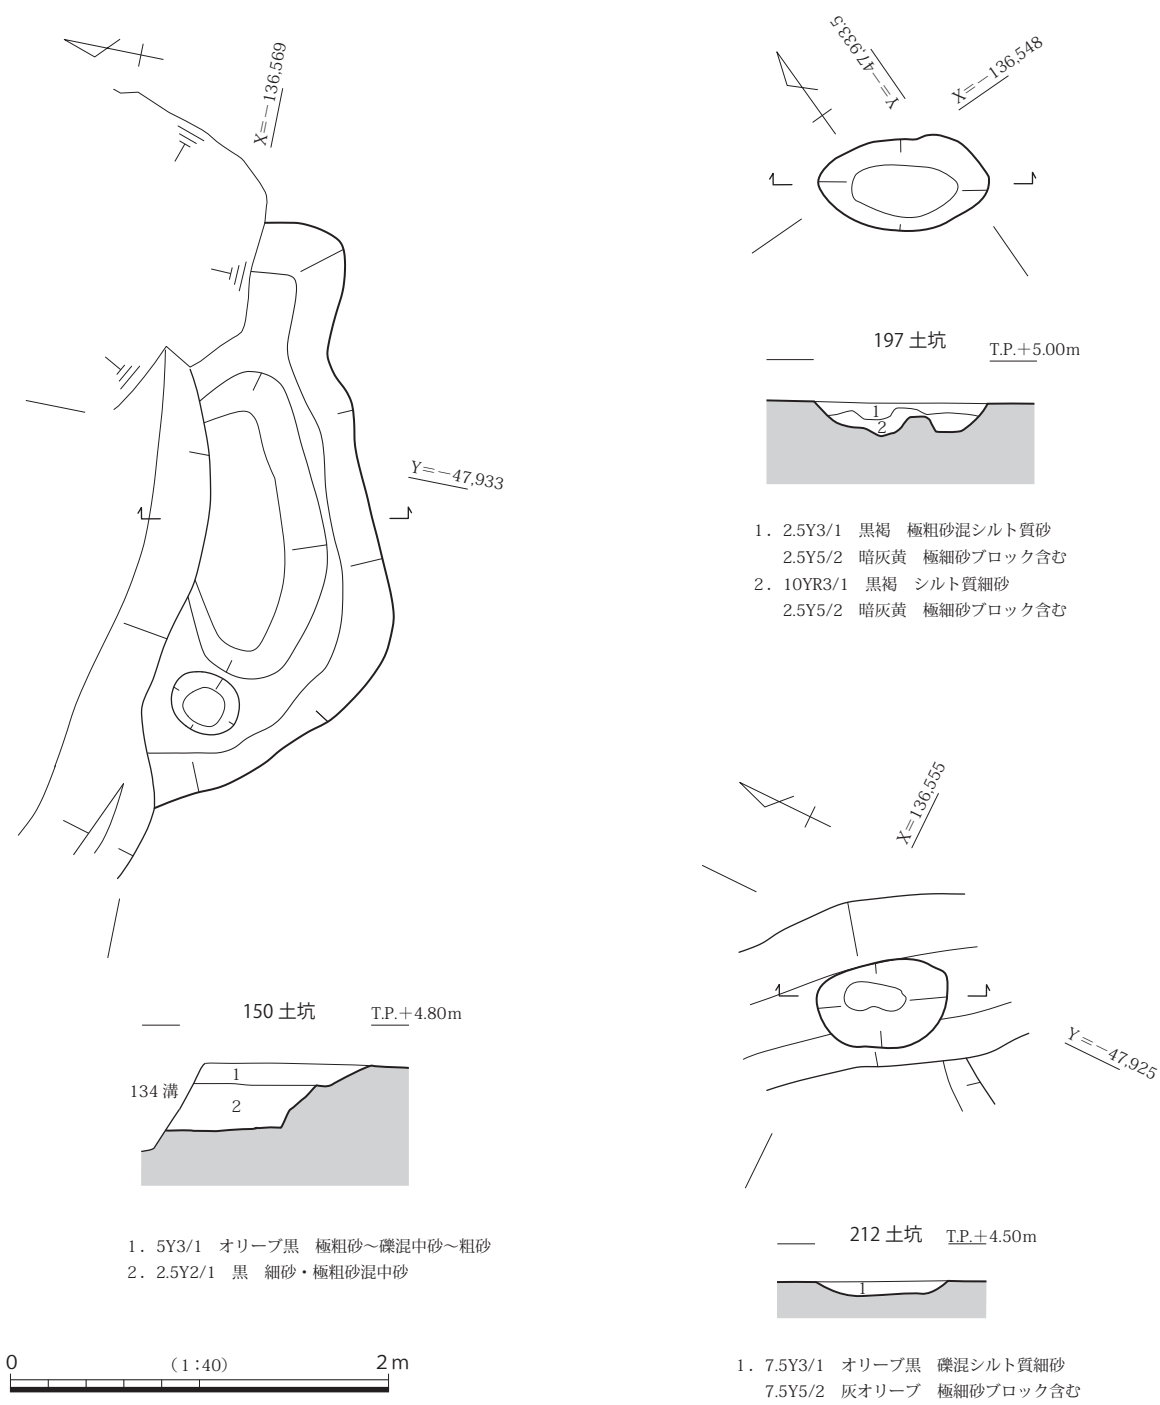 X=－136,569
Y=－47,933
150 土坑
T.P.＋4.80m
134 溝
1
2
1．5Y3/1　オリーブ黒　極粗砂～礫混中砂～粗砂
2．2.5Y2/1　黒　細砂・極粗砂混中砂
0
（1：40）
2 m
Y=－47,933.5
X=－136,548
197 土坑
T.P.＋5.00m
1
2
1．2.5Y3/1　黒褐　極粗砂混シルト質砂
2.5Y5/2　暗灰黄　極細砂ブロック含む
2．10YR3/1　黒褐　シルト質細砂
2.5Y5/2　暗灰黄　極細砂ブロック含む
X=－136,555
Y=－47,925
212 土坑
T.P.＋4.50m
1
1．7.5Y3/1　オリーブ黒　礫混シルト質細砂
7.5Y5/2　灰オリーブ　極細砂ブロック含む